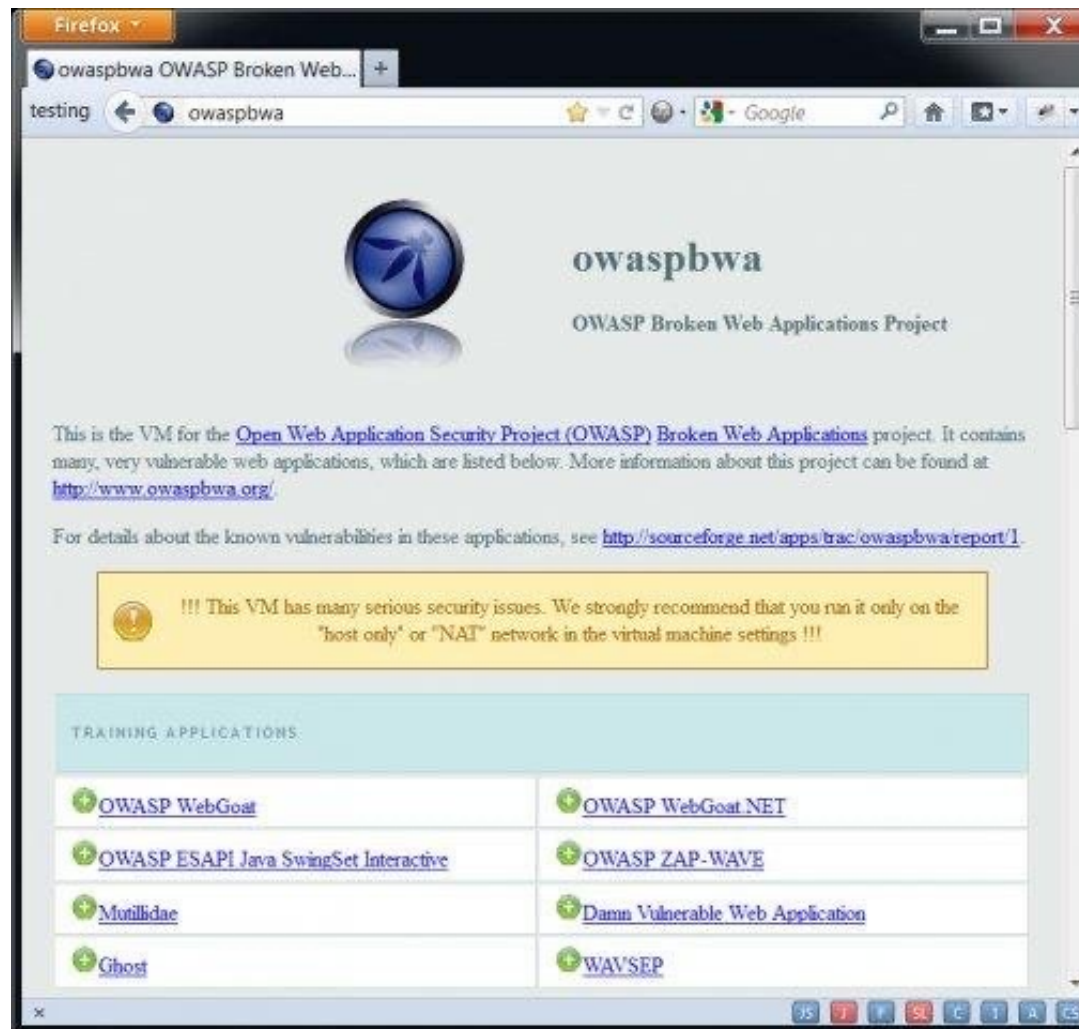 Firefox
owaspbwa OWASP Broken Web... +
testing owaspbwa Google
owaspbwa
OWASP Broken Web Applications Project
This is the VM for the Open Web Application Security Project (OWASP) Broken Web Applications project. It contains
many, very vulnerable web applications, which are listed below. More information about this project can be found at
http://www.owaspbwa.org/.
For details about the known vulnerabilities in these applications, see http://sourceforge.net/apps/trac/owaspbwa/report/1.
!!! This VM has many serious security issues. We strongly recommend that you run it only on the
"host only" or "NAT" network in the virtual machine settings !!!
TRAINING APPLICATIONS
OWASP WebGoat
OWASP WebGoat.NET
OWASP ESAPI Java SwingSet Interactive
OWASP ZAP-WAVE
Mutillidae
Damn Vulnerable Web Application
Ghost
WAVSEP
JS J F SL C I A CS